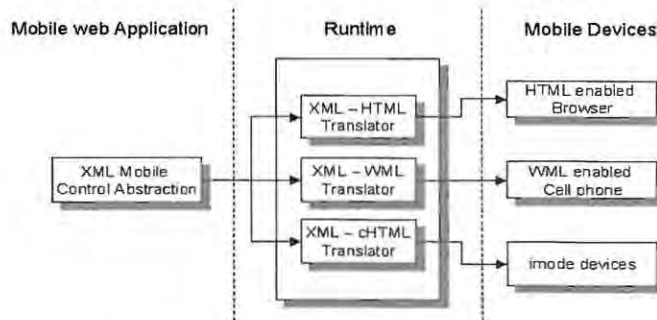 Mobile web Application
Runtime
Mobile Devices
XML Mobile
Control Abstraction
XML – HTML
Translator
XML – WML
Translator
XML – cHTML
Translator
HTML enabled
Browser
WML enabled
Cell phone
imode devices